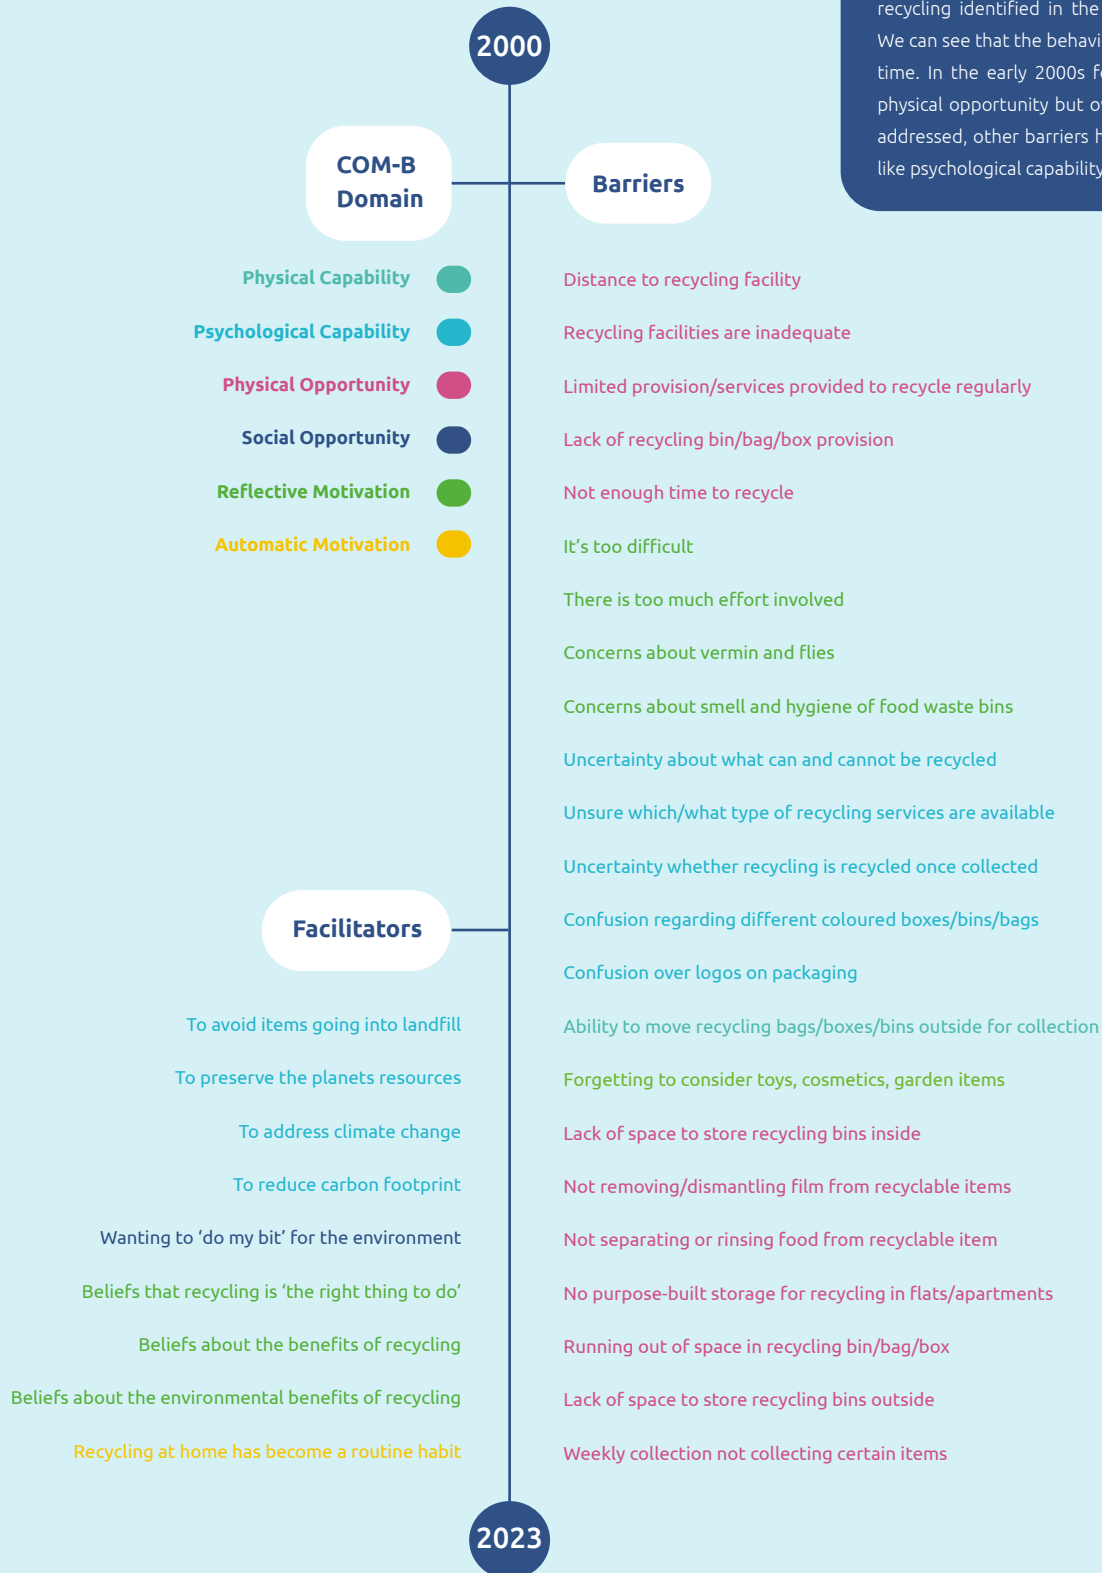 recycling identified in the
We can see that the behavi
time. In the early 2000s f
physical opportunity but o
addressed, other barriers h
like psychological capability
2000
COM-B
Domain
Barriers
Physical Capability
Psychological Capability
Physical Opportunity
Social Opportunity
Reflective Motivation
Automatic Motivation
Distance to recycling facility
Recycling facilities are inadequate
Limited provision/services provided to recycle regularly
Lack of recycling bin/bag/box provision
Not enough time to recycle
It’s too difficult
There is too much effort involved
Concerns about vermin and flies
Concerns about smell and hygiene of food waste bins
Uncertainty about what can and cannot be recycled
Unsure which/what type of recycling services are available
Uncertainty whether recycling is recycled once collected
Confusion regarding different coloured boxes/bins/bags
Confusion over logos on packaging
Ability to move recycling bags/boxes/bins outside for collection
Forgetting to consider toys, cosmetics, garden items
Lack of space to store recycling bins inside
Not removing/dismantling film from recyclable items
Not separating or rinsing food from recyclable item
No purpose-built storage for recycling in flats/apartments
Running out of space in recycling bin/bag/box
Lack of space to store recycling bins outside
Weekly collection not collecting certain items
Facilitators
To avoid items going into landfill
To preserve the planets resources
To address climate change
To reduce carbon footprint
Wanting to ‘do my bit’ for the environment
Beliefs that recycling is ‘the right thing to do’
Beliefs about the benefits of recycling
Beliefs about the environmental benefits of recycling
Recycling at home has become a routine habit
2023